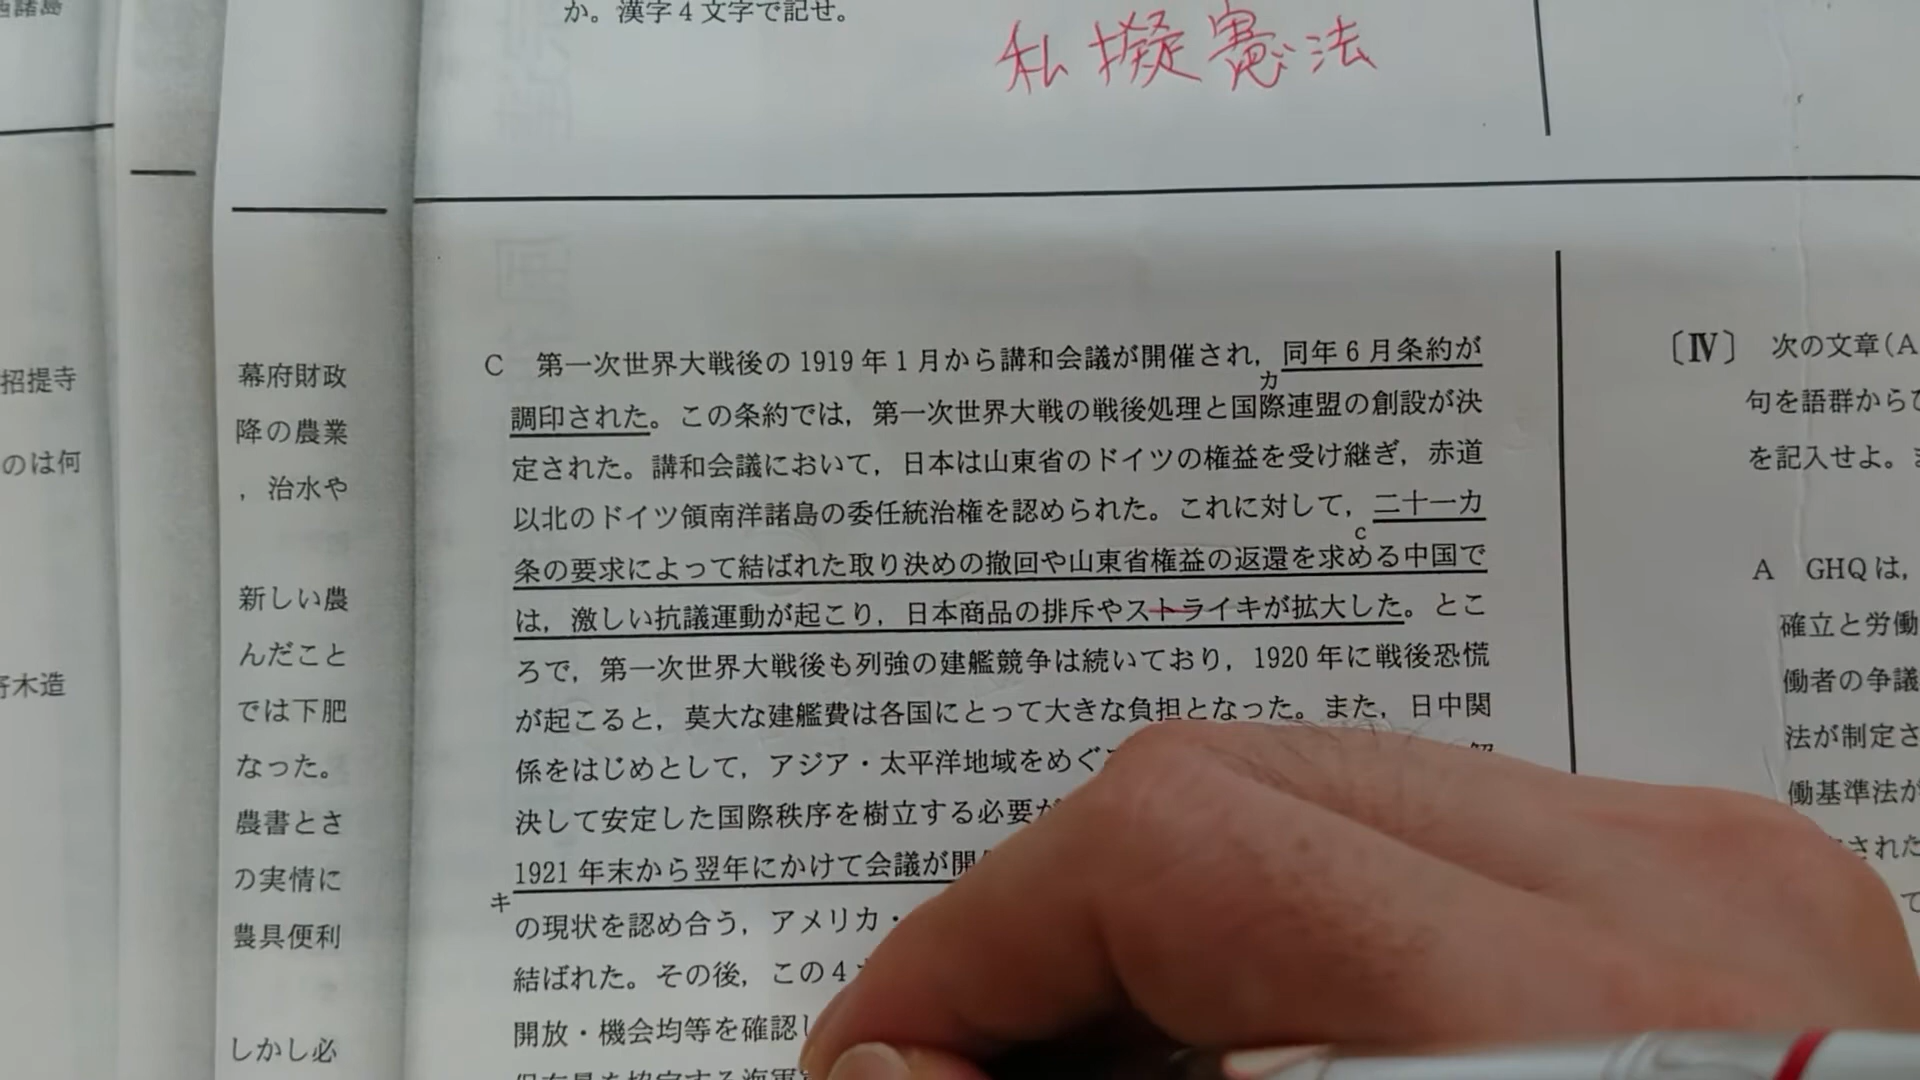 西諸島
か。漢字4文字で記せ。
私擬憲法
招提寺
のは何
寄木造
幕府財政
降の農業
，治水や
新しい農
んだこと
では下肥
なった。
農書とさ
の実情に
農具便利
しかし必
C 第一次世界大戦後の1919年1月から講和会議が開催され，同年6月条約が
カ
調印された。この条約では，第一次世界大戦の戦後処理と国際連盟の創設が決
定された。講和会議において，日本は山東省のドイツの権益を受け継ぎ，赤道
以北のドイツ領南洋諸島の委任統治権を認められた。これに対して，二十一カ
c
条の要求によって結ばれた取り決めの撤回や山東省権益の返還を求める中国で
は，激しい抗議運動が起こり，日本商品の排斥やストライキが拡大した。とこ
ろで，第一次世界大戦後も列強の建艦競争は続いており，1920年に戦後恐慌
が起こると，莫大な建艦費は各国にとって大きな負担となった。また，日中関
係をはじめとして，アジア・太平洋地域をめぐ
決して安定した国際秩序を樹立する必要が
1921年末から翌年にかけて会議が開
キ
の現状を認め合う，アメリカ・
結ばれた。その後，この4
開放・機会均等を確認し
〔Ⅳ〕 次の文章（A
句を語群から
を記入せよ。
A GHQは，
確立と労働
働者の争議
法が制定さ
働基準法が
された
て